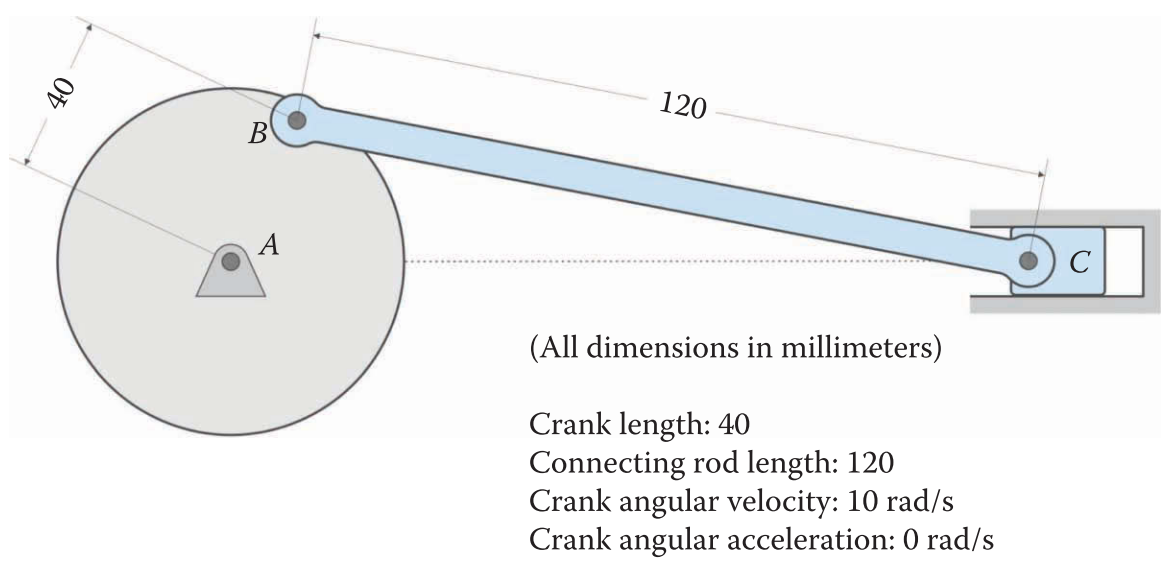 40
120
B
A
C
(All dimensions in millimeters)
Crank length: 40
Connecting rod length: 120
Crank angular velocity: 10 rad/s
Crank angular acceleration: 0 rad/s